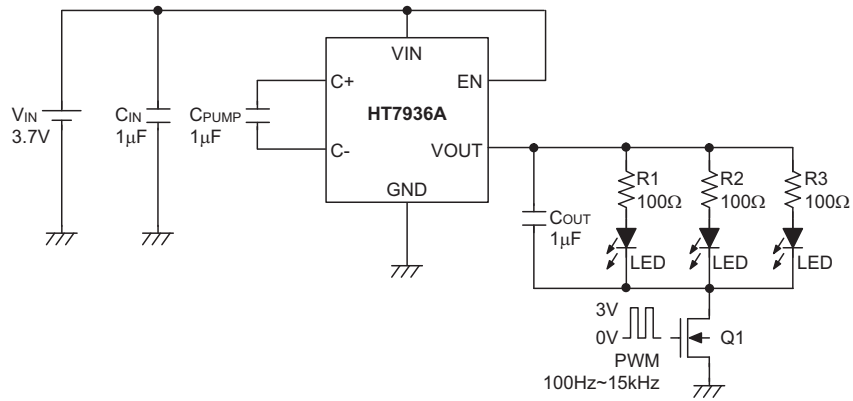 VIN
C+
EN
VIN
3.7V
CIN
1μF
CPUMP
1μF
HT7936A
C-
VOUT
GND
COUT
1μF
R1
100Ω
R2
100Ω
R3
100Ω
LED
LED
LED
3V
0V
PWM
100Hz~15kHz
Q1